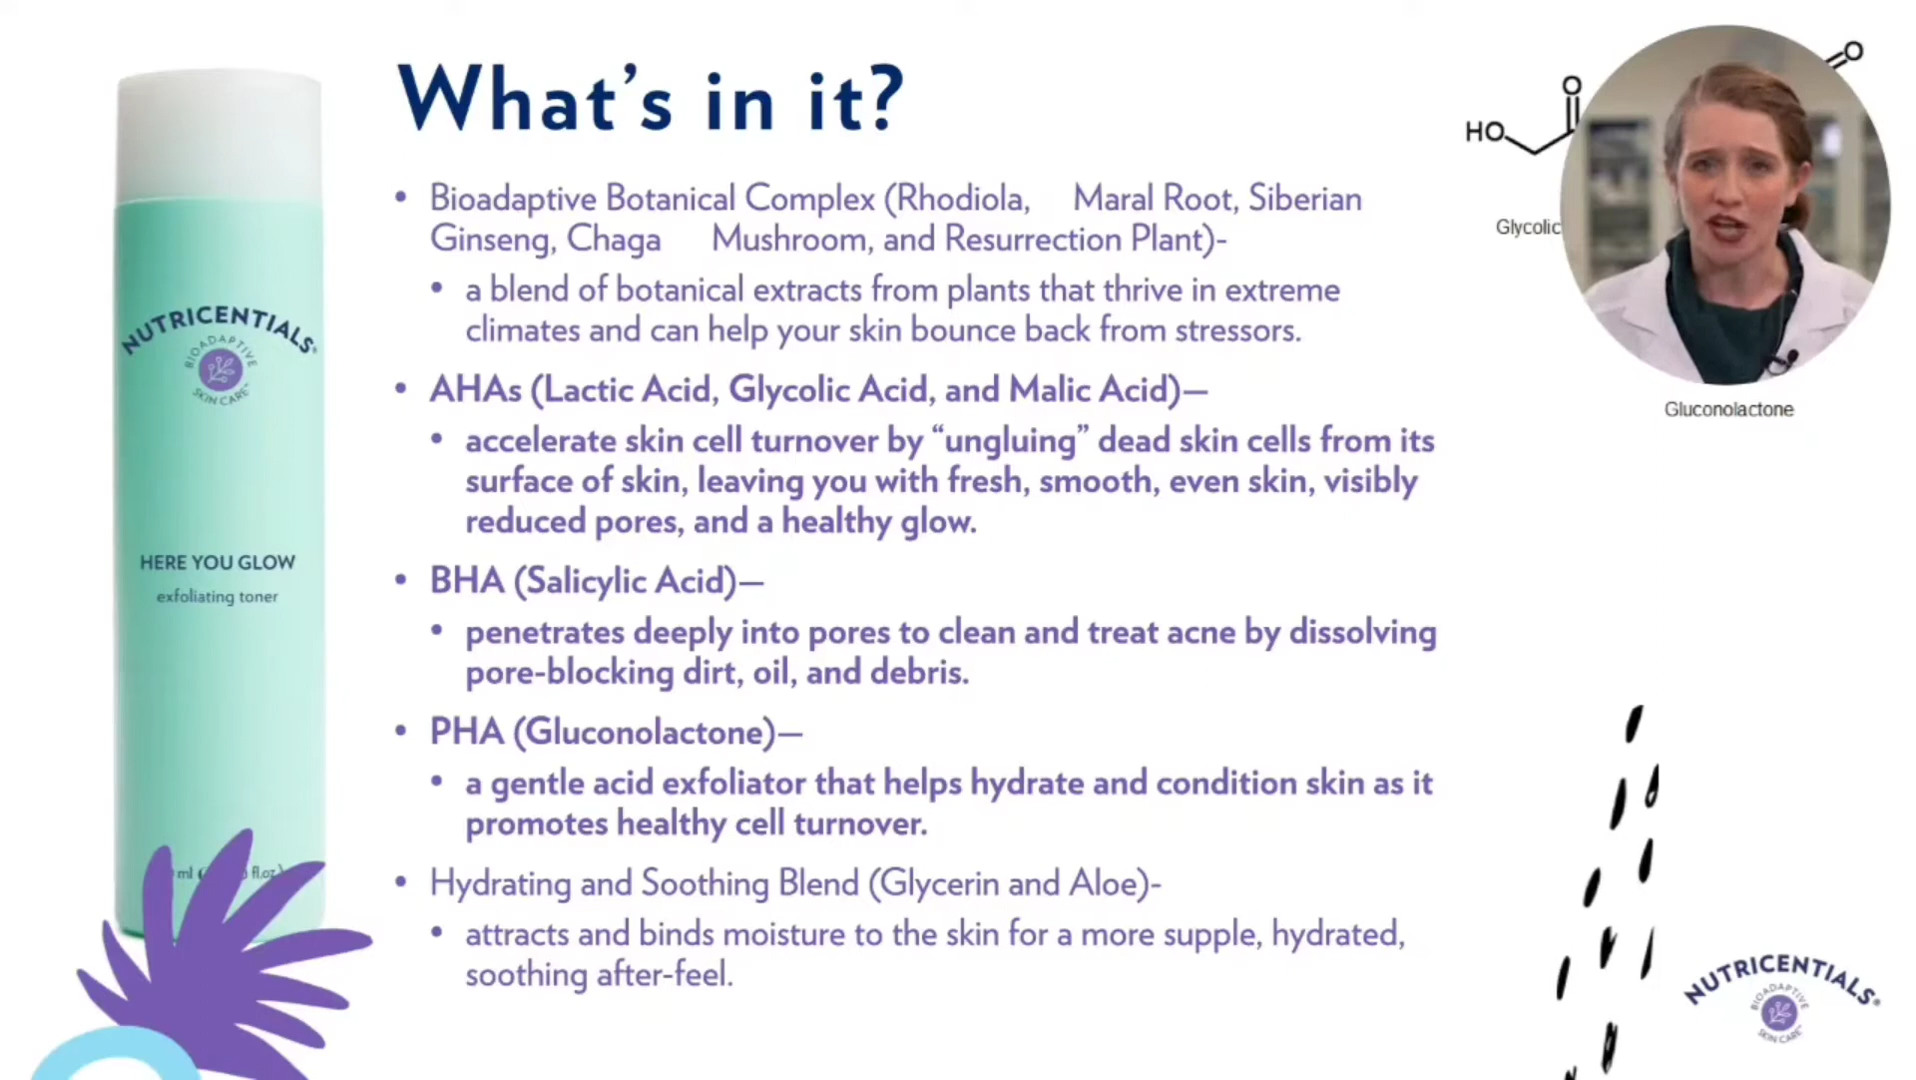 What's in it?
• Bioadaptive Botanical Complex (Rhodiola, Maral Root, Siberian
Ginseng, Chaga Mushroom, and Resurrection Plant)-
• a blend of botanical extracts from plants that thrive in extreme
climates and can help your skin bounce back from stressors.
• AHAs (Lactic Acid, Glycolic Acid, and Malic Acid)—
• accelerate skin cell turnover by “ungluing” dead skin cells from its
surface of skin, leaving you with fresh, smooth, even skin, visibly
reduced pores, and a healthy glow.
• BHA (Salicylic Acid)—
• penetrates deeply into pores to clean and treat acne by dissolving
pore-blocking dirt, oil, and debris.
• PHA (Gluconolactone)—
• a gentle acid exfoliator that helps hydrate and condition skin as it
promotes healthy cell turnover.
• Hydrating and Soothing Blend (Glycerin and Aloe)-
• attracts and binds moisture to the skin for a more supple, hydrated,
soothing after-feel.
NUTRICENTIALS®
BIOADAPTIVE
SKIN CARE™
HERE YOU GLOW
exfoliating toner
ml
fl.oz.)
O
O
HO
Glycolic
Gluconolactone
NUTRICENTIALS®
BIOADAPTIVE
SKIN CARE™